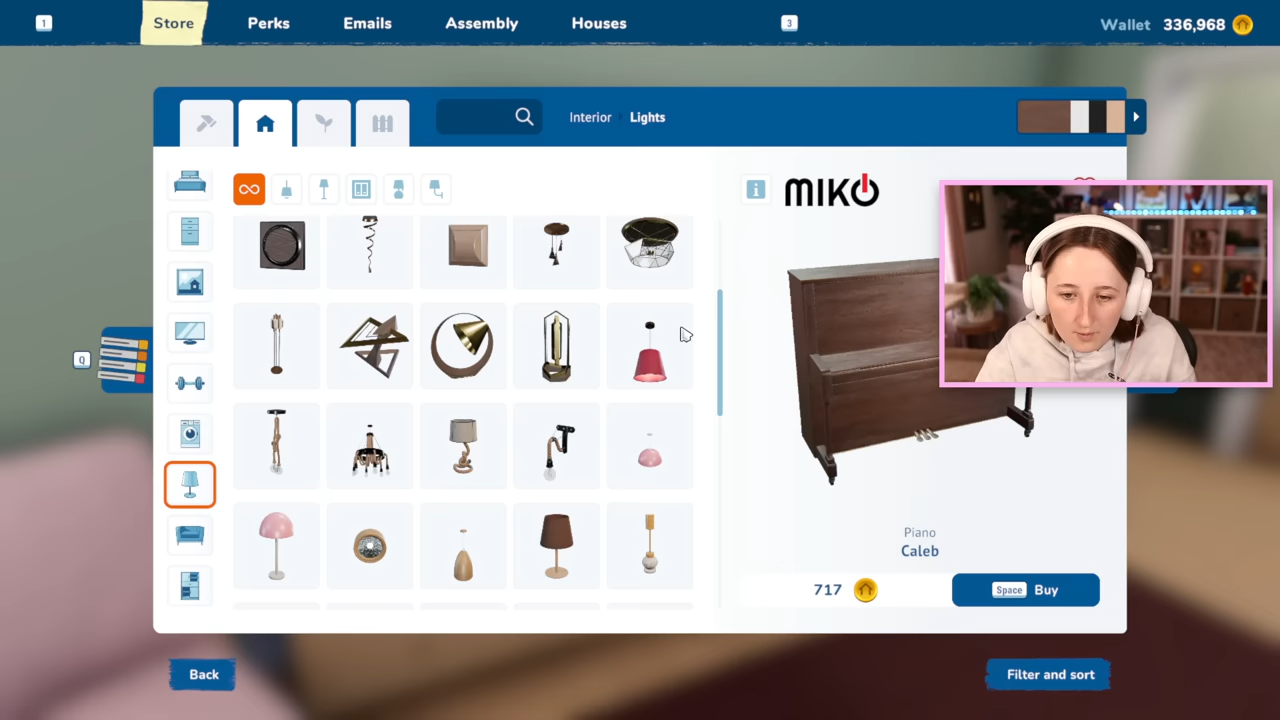 1 Store Perks Emails Assembly Houses 3 Wallet 336,968
Interior Lights
MIKO
Q
Piano
Caleb
717 Space Buy
Back Filter and sort